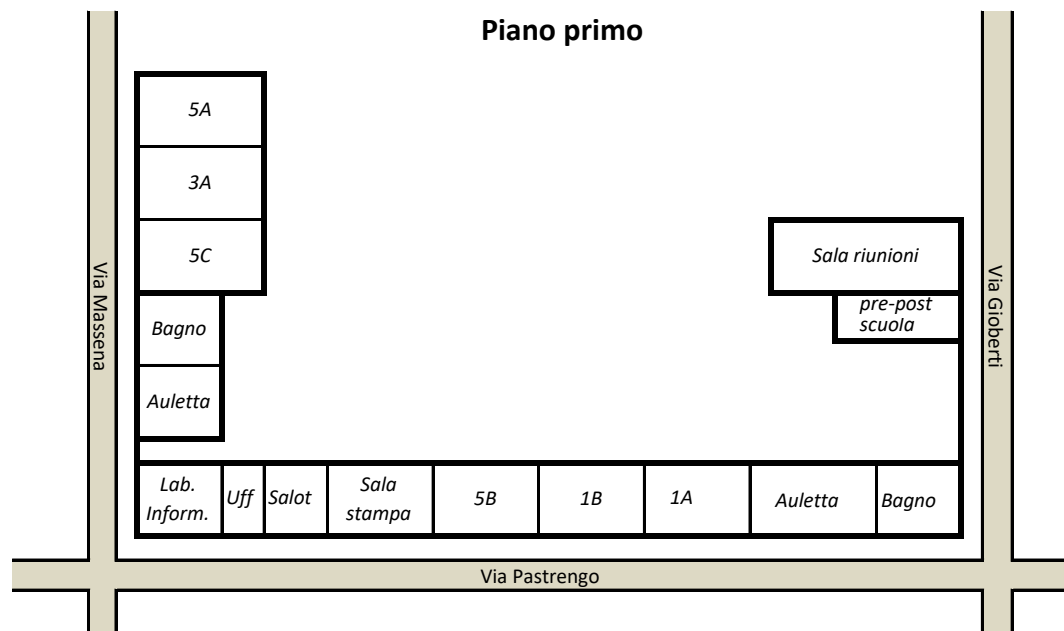 Piano primo
5A
3A
5C
Sala riunioni
pre-post
scuola
Via Massena
Via Gioberti
Bagno
Auletta
Lab.
Inform.
Uff
Salot
Sala
stampa
5B
1B
1A
Auletta
Bagno
Via Pastrengo